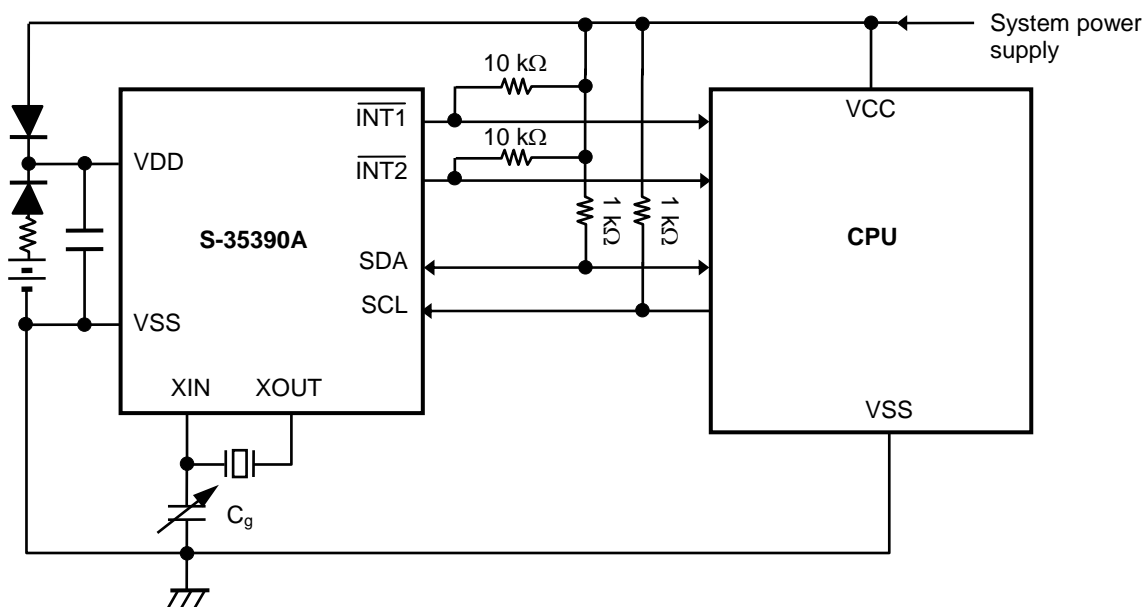 System power
supply
10 kΩ
INT1
VCC
10 kΩ
VDD
INT2
1 kΩ
1 kΩ
S-35390A
CPU
SDA
SCL
VSS
XIN
XOUT
VSS
Cg